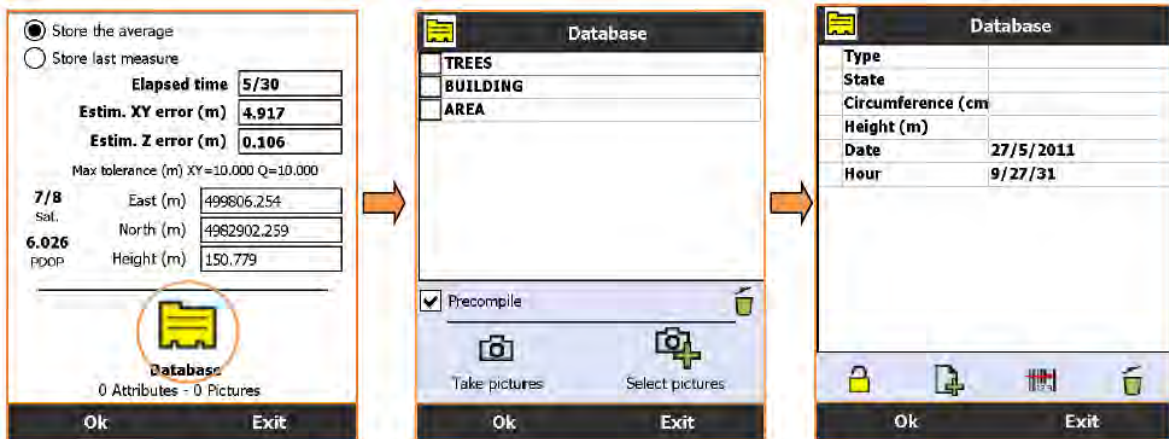 Store the average
Store last measure
Elapsed time 5/30
Estim. XY error (m) 4.917
Estim. Z error (m) 0.106
Max tolerance (m) XY=10.000 Q=10.000
7/8
Sat.
6.026
PDOP
East (m) 499806.254
North (m) 4982902.259
Height (m) 150.779
Database
0 Attributes - 0 Pictures
Ok Exit
Database
TREES
BUILDING
AREA
Precompile
Take pictures Select pictures
Ok Exit
Database
Type
State
Circumference (cm
Height (m)
Date 27/5/2011
Hour 9/27/31
Ok Exit